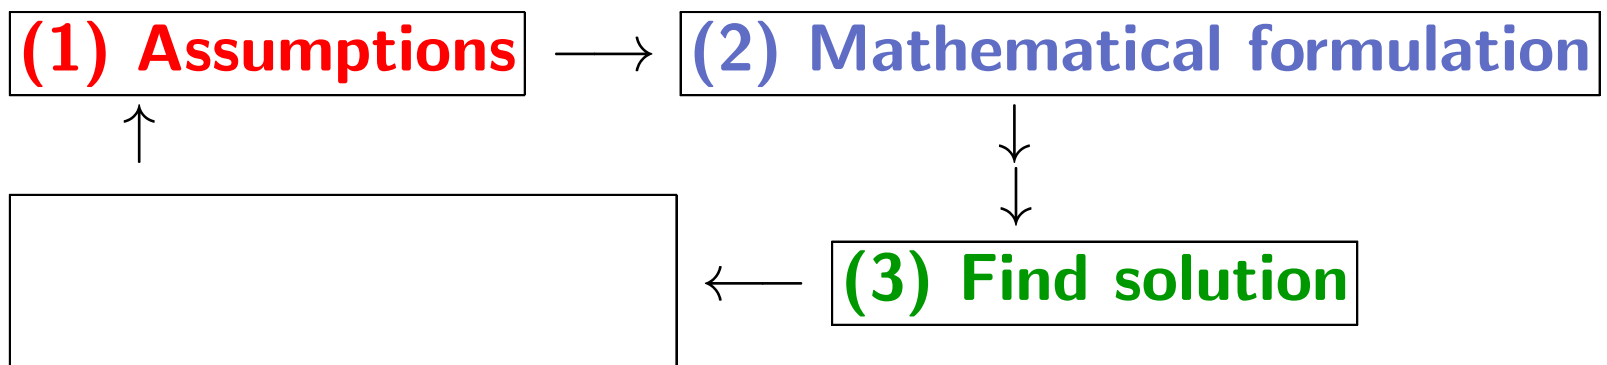 (1) Assumptions
(2) Mathematical formulation
(3) Find solution